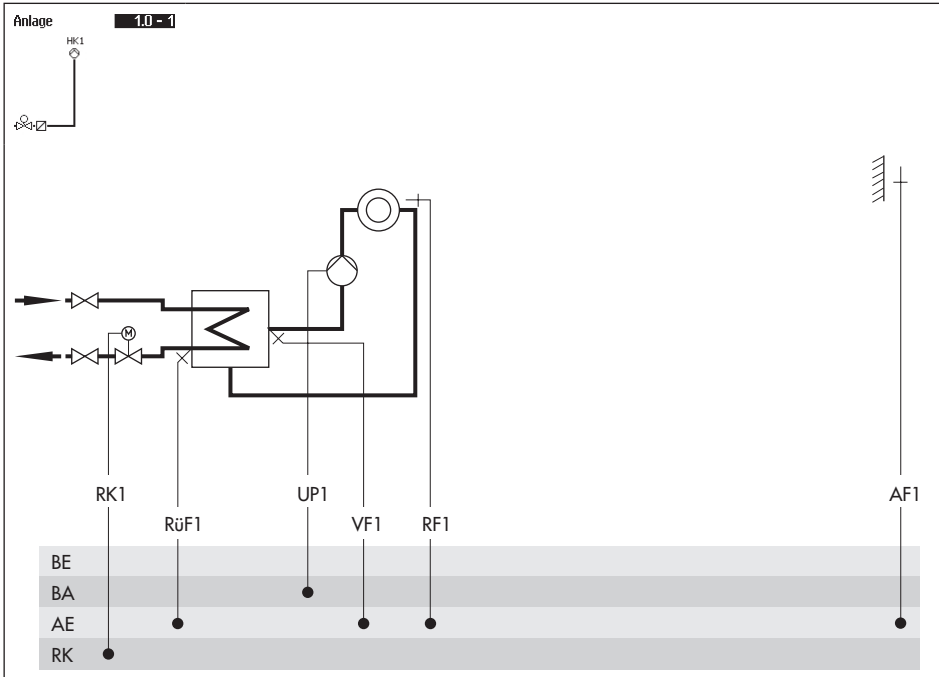 Anlage 1.0 - 1
HK1
M
RK1 UP1 AF1
RüF1 VF1 RF1
BE
BA
AE
RK